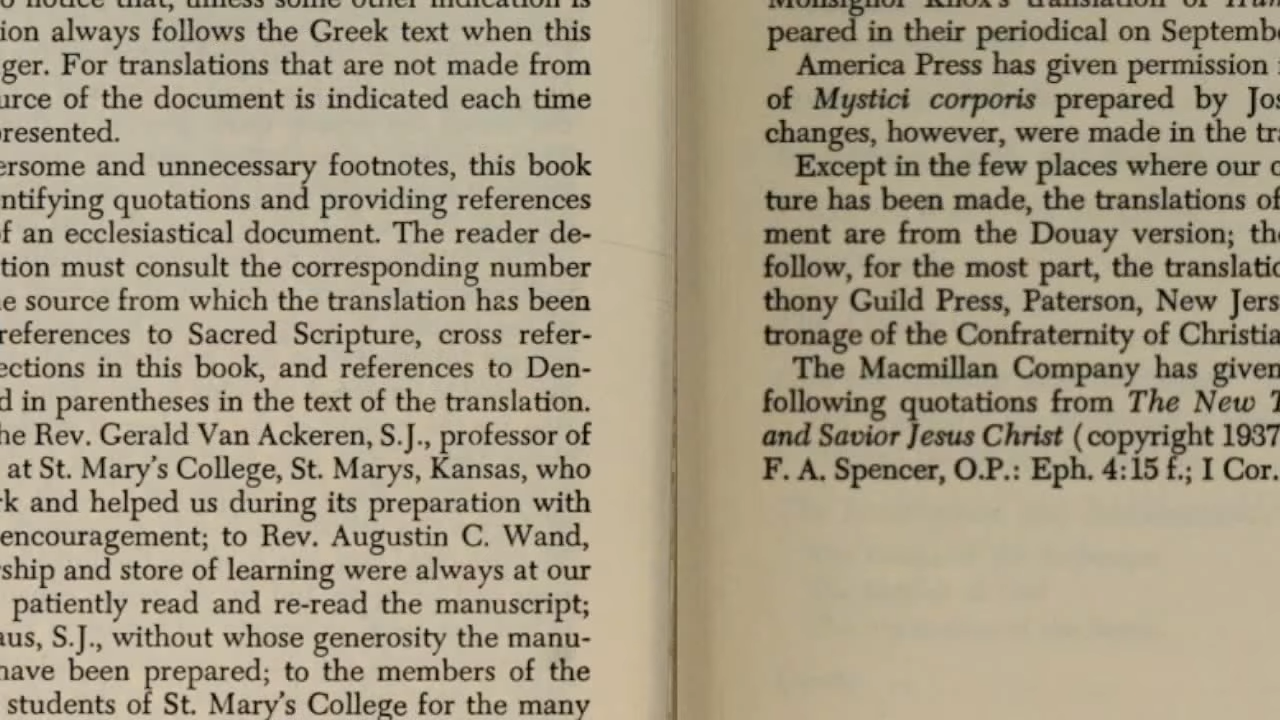 notice that, unless some other indication is
ion always follows the Greek text when this
ger. For translations that are not made from
urce of the document is indicated each time
presented.
ersome and unnecessary footnotes, this book
ntifying quotations and providing references
f an ecclesiastical document. The reader de-
tion must consult the corresponding number
e source from which the translation has been
references to Sacred Scripture, cross refer-
ections in this book, and references to Den-
d in parentheses in the text of the translation.
he Rev. Gerald Van Ackeren, S.J., professor of
at St. Mary's College, St. Marys, Kansas, who
rk and helped us during its preparation with
encouragement; to Rev. Augustin C. Wand,
ship and store of learning were always at our
patiently read and re-read the manuscript;
aus, S.J., without whose generosity the manu-
have been prepared; to the members of the
students of St. Mary's College for the many
Monsignor Knox's translation of
peared in their periodical on Septemb
America Press has given permission
of Mystici corporis prepared by Jos
changes, however, were made in the tra
Except in the few places where our o
ture has been made, the translations of
ment are from the Douay version; the
follow, for the most part, the translatio
thony Guild Press, Paterson, New Jers
tronage of the Confraternity of Christia
The Macmillan Company has given
following quotations from The New T
and Savior Jesus Christ (copyright 1937
F. A. Spencer, O.P.: Eph. 4:15 f.; I Cor.